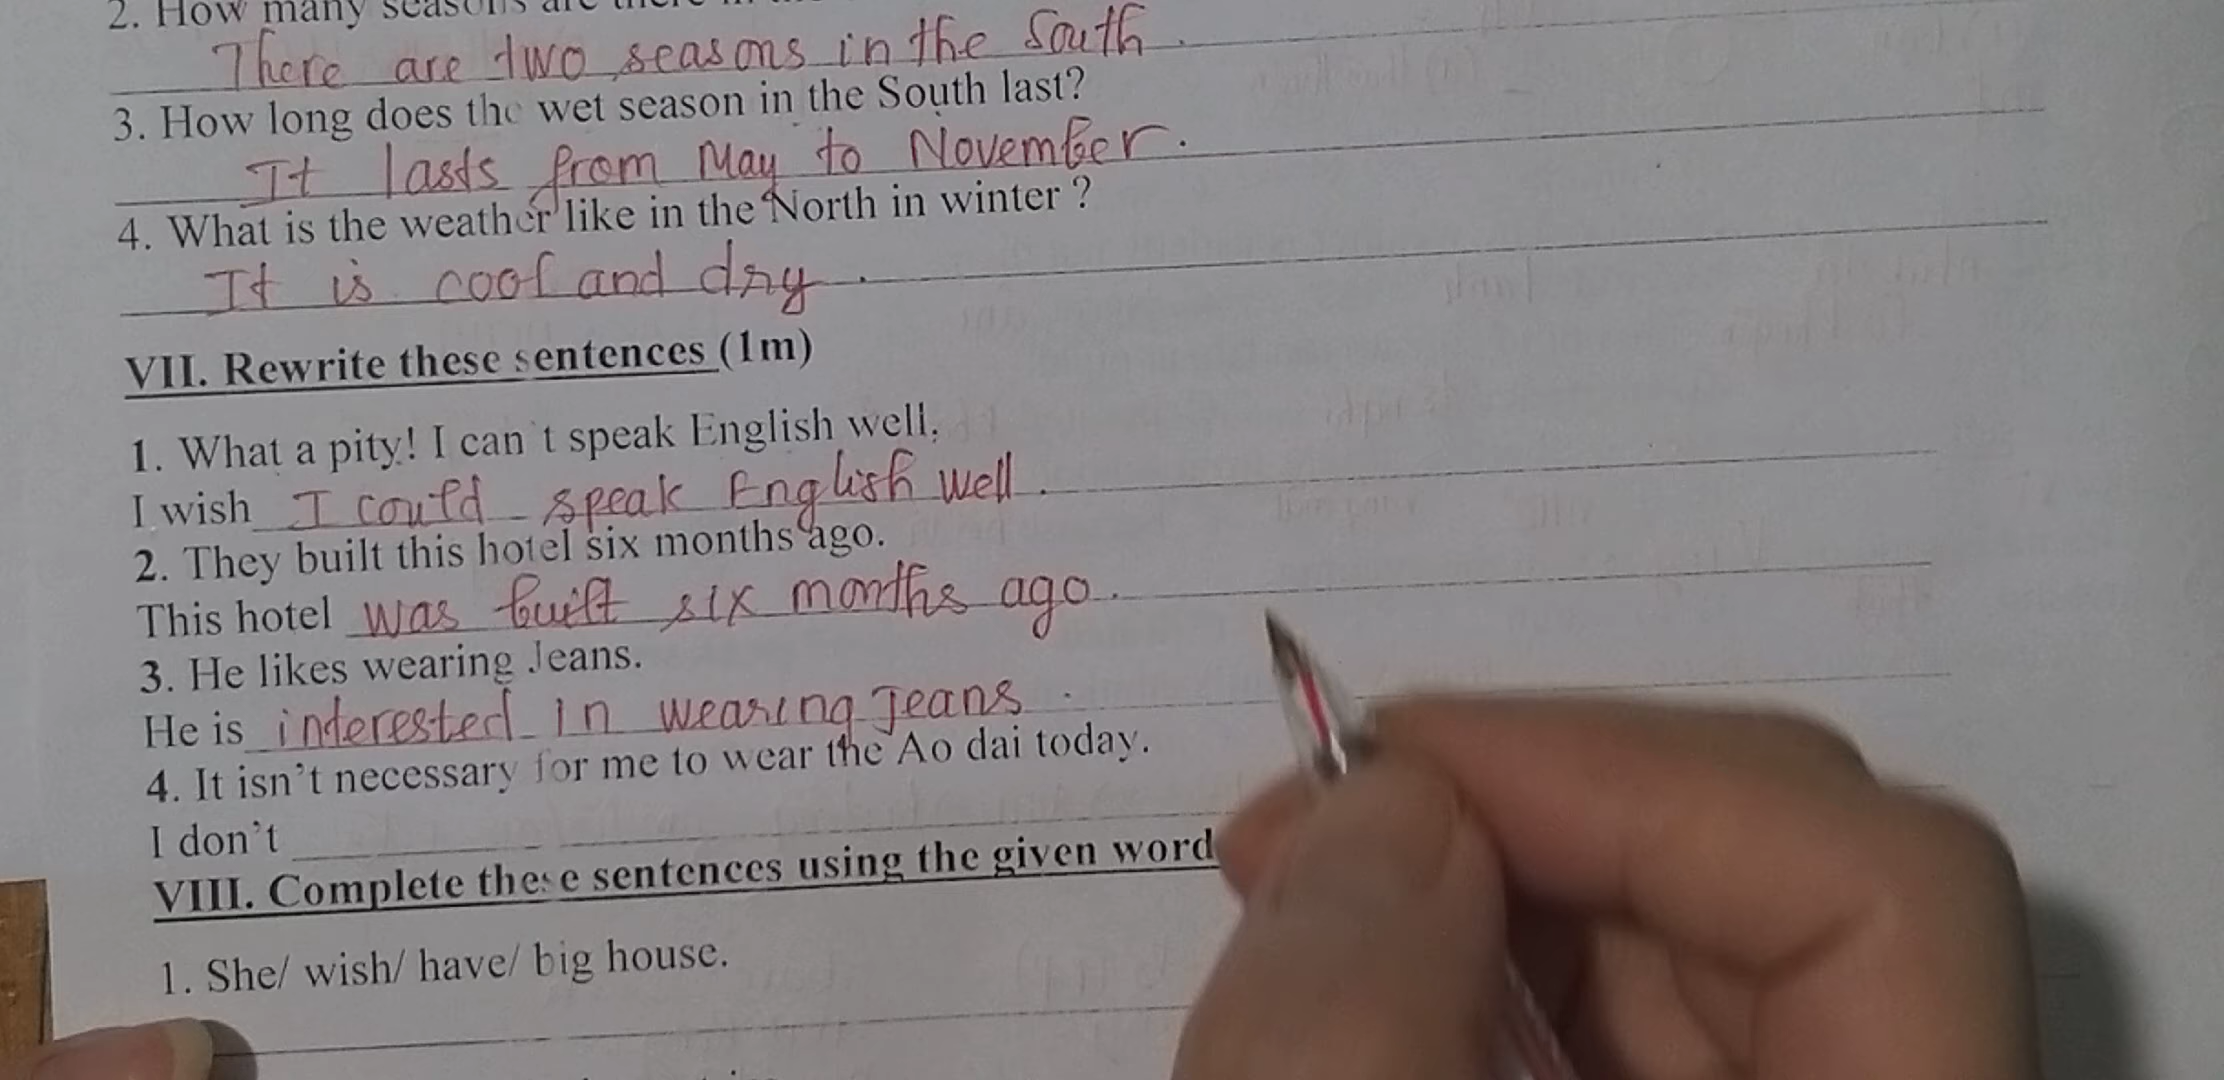 2. How many seasons are there in the
There are two seasons in the South.
3. How long does the wet season in the South last?
It lasts from May to November.
4. What is the weather like in the North in winter ?
It is cool and dry.
VII. Rewrite these sentences (1m)
1. What a pity! I can't speak English well.
I wish I could speak English well.
2. They built this hotel six months ago.
This hotel was built six months ago.
3. He likes wearing Jeans.
He is interested in wearing Jeans.
4. It isn't necessary for me to wear the Ao dai today.
I don't
VIII. Complete these sentences using the given word
1. She/ wish/ have/ big house.